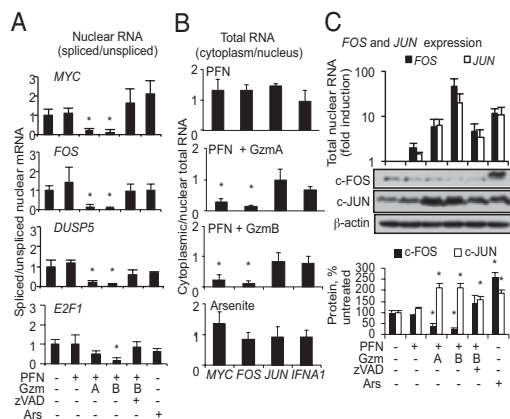 A
Nuclear RNA
(spliced/unspliced)
Spliced/unspliced nuclear mRNA
MYC
3
2
1
0
FOS
3
2
1
0
DUSP5
3
2
1
0
E2F1
3
2
1
0
* *
* *
* *
*
PFN - + + + + -
Gzm - - A B B -
zVAD - - - - + -
Ars - - - - - +
B
Total RNA
(cytoplasm/nucleus)
Cytoplasmic/nuclear total RNA
PFN
2
1
0
PFN + GzmA
2
1
0
* *
PFN + GzmB
2
1
0
* *
Arsenite
2
1
0
MYC FOS JUN IFNA1
C
FOS and JUN expression
FOS JUN
Total nuclear RNA
(fold induction)
100
10
1
c-FOS
c-JUN
β-actin
c-FOS c-JUN
Protein, %
untreated
300
200
100
0
* * * * * * *
PFN - + + + + -
Gzm - - A B B -
zVAD - - - - + -
Ars - - - - - +